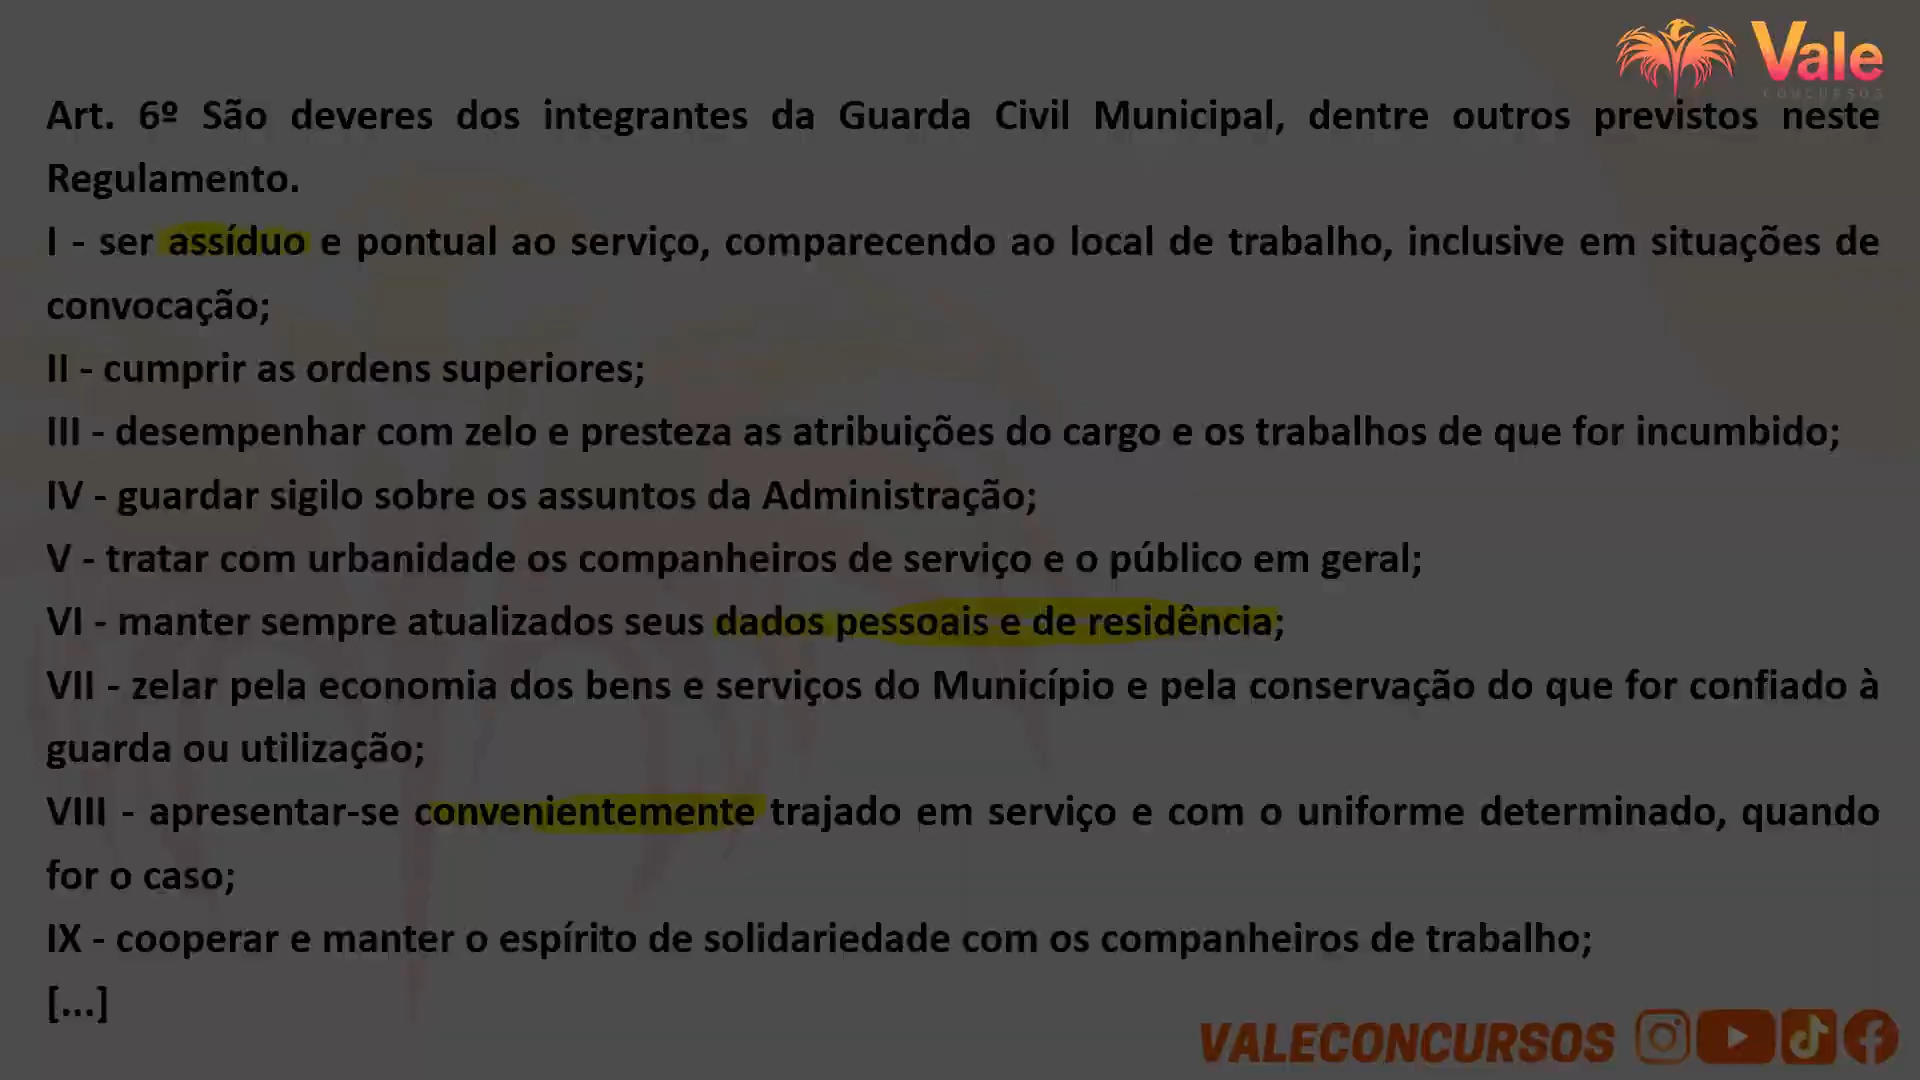 Vale
CONCURSOS
Art. 6º São deveres dos integrantes da Guarda Civil Municipal, dentre outros previstos neste
Regulamento.
I - ser assíduo e pontual ao serviço, comparecendo ao local de trabalho, inclusive em situações de
convocação;
II - cumprir as ordens superiores;
III - desempenhar com zelo e presteza as atribuições do cargo e os trabalhos de que for incumbido;
IV - guardar sigilo sobre os assuntos da Administração;
V - tratar com urbanidade os companheiros de serviço e o público em geral;
VI - manter sempre atualizados seus dados pessoais e de residência;
VII - zelar pela economia dos bens e serviços do Município e pela conservação do que for confiado à
guarda ou utilização;
VIII - apresentar-se convenientemente trajado em serviço e com o uniforme determinado, quando
for o caso;
IX - cooperar e manter o espírito de solidariedade com os companheiros de trabalho;
[...]
VALECONCURSOS